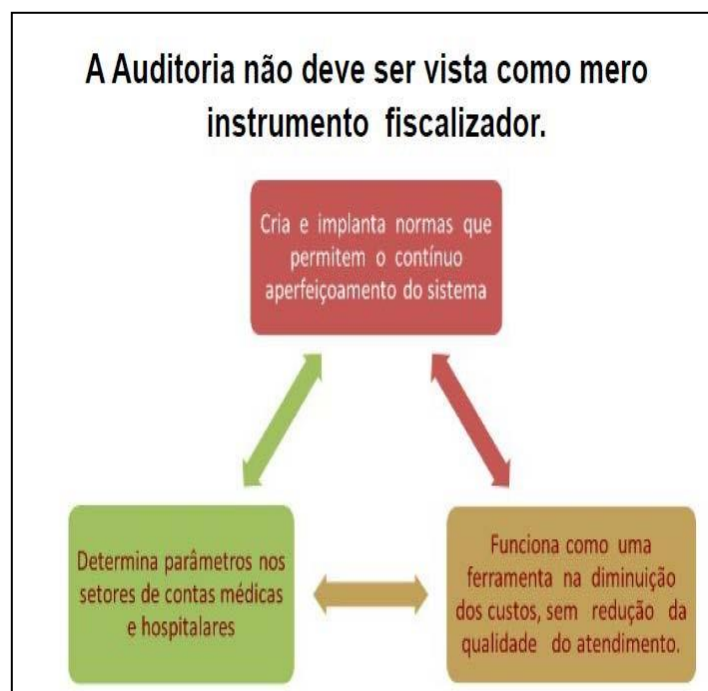 A Auditoria não deve ser vista como mero
instrumento fiscalizador.
Cria e implanta normas que
permitem o contínuo
aperfeiçoamento do sistema
Determina parâmetros nos
setores de contas médicas
e hospitalares
Funciona como uma
ferramenta na diminuição
dos custos, sem redução da
qualidade do atendimento.